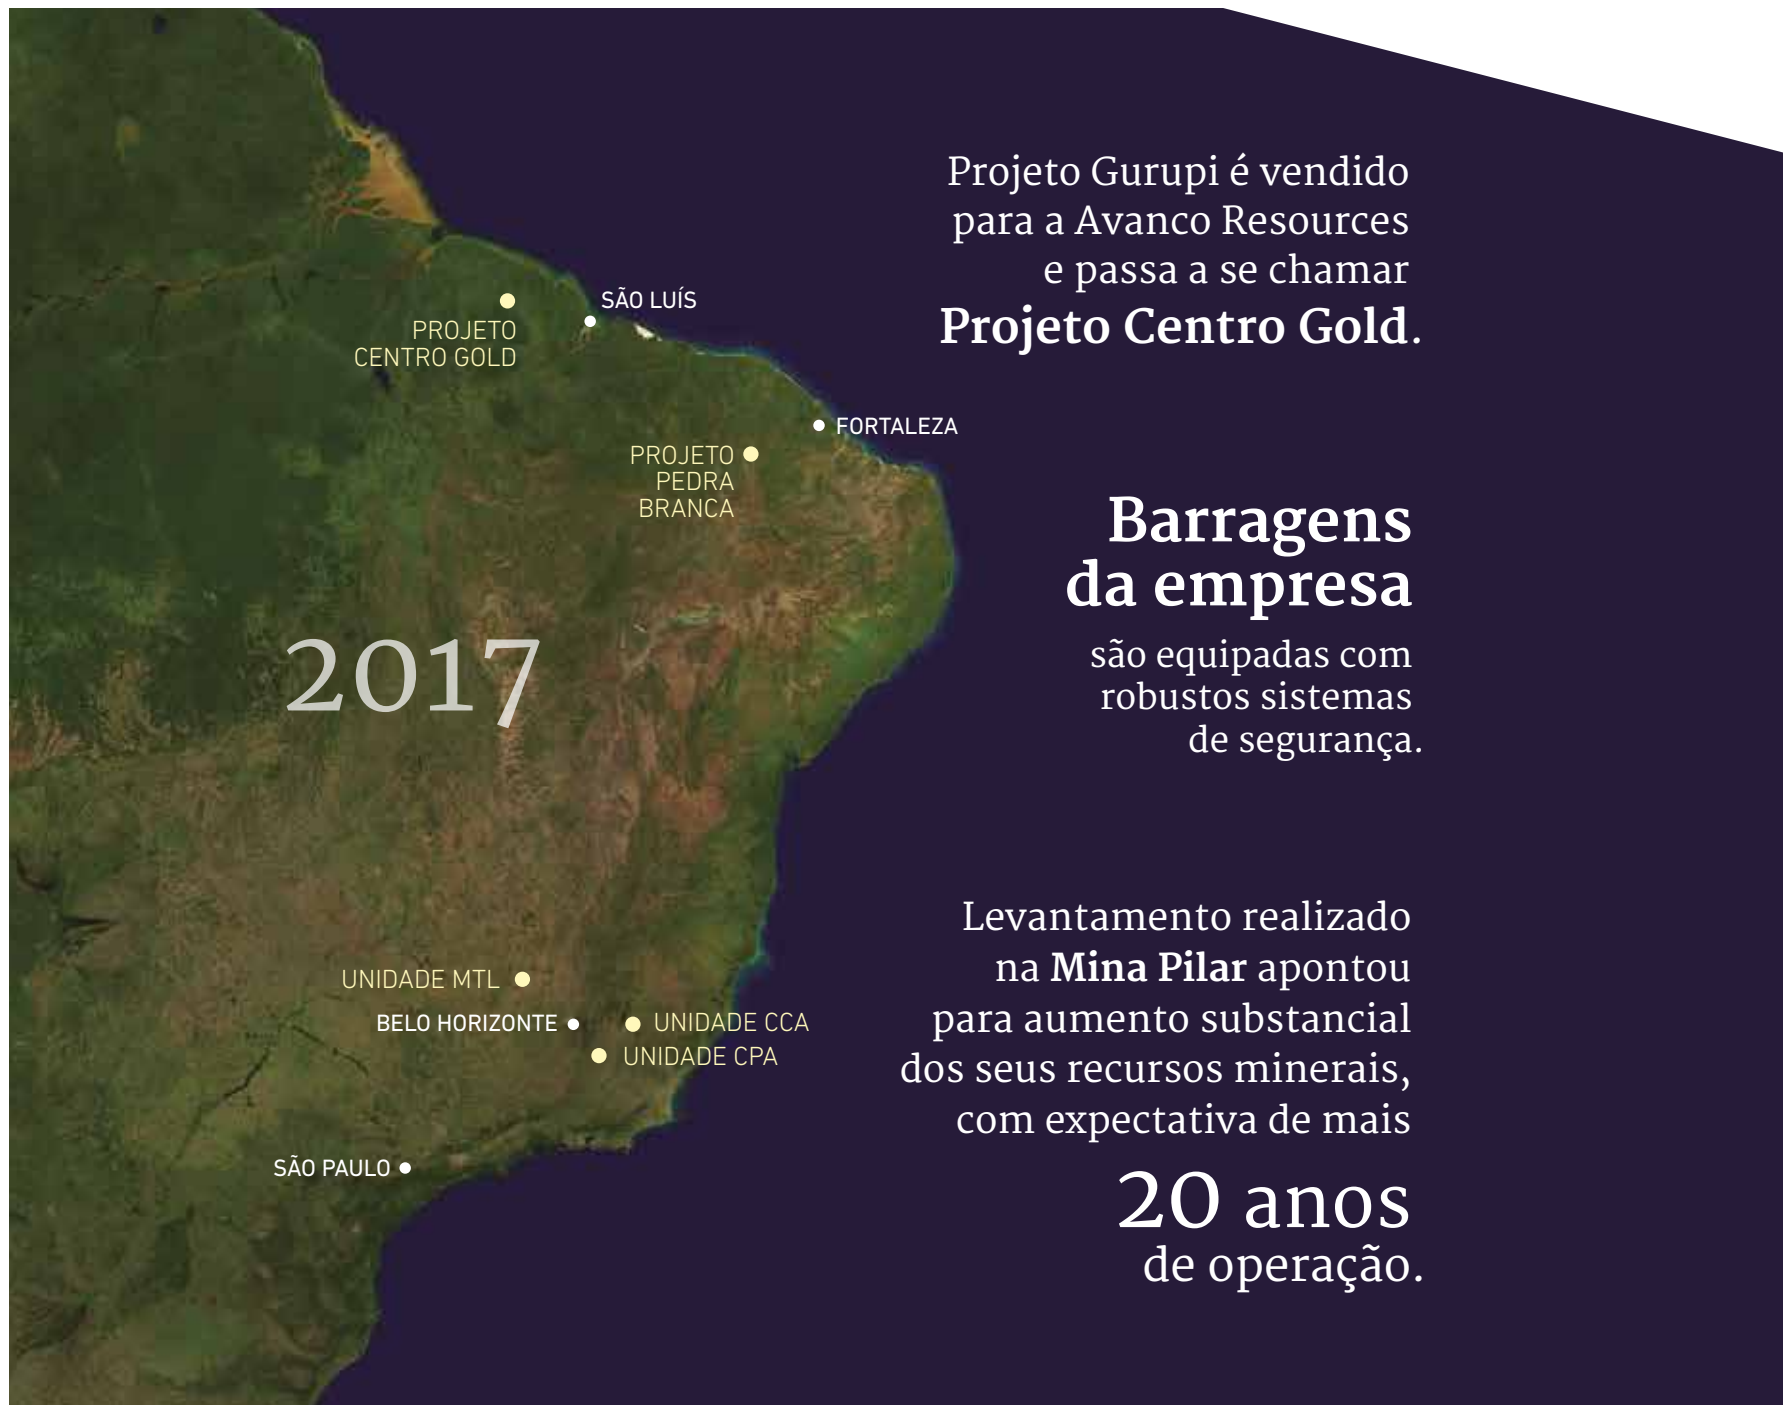 Projeto Gurupi é vendido
para a Avanco Resources
e passa a se chamar
Projeto Centro Gold.
SÃO LUÍS
PROJETO
CENTRO GOLD
FORTALEZA
PROJETO
PEDRA
BRANCA
Barragens
da empresa
são equipadas com
robustos sistemas
de segurança.
2017
Levantamento realizado
na Mina Pilar apontou
para aumento substancial
dos seus recursos minerais,
com expectativa de mais
20 anos
de operação.
UNIDADE MTL
BELO HORIZONTE
UNIDADE CCA
UNIDADE CPA
SÃO PAULO